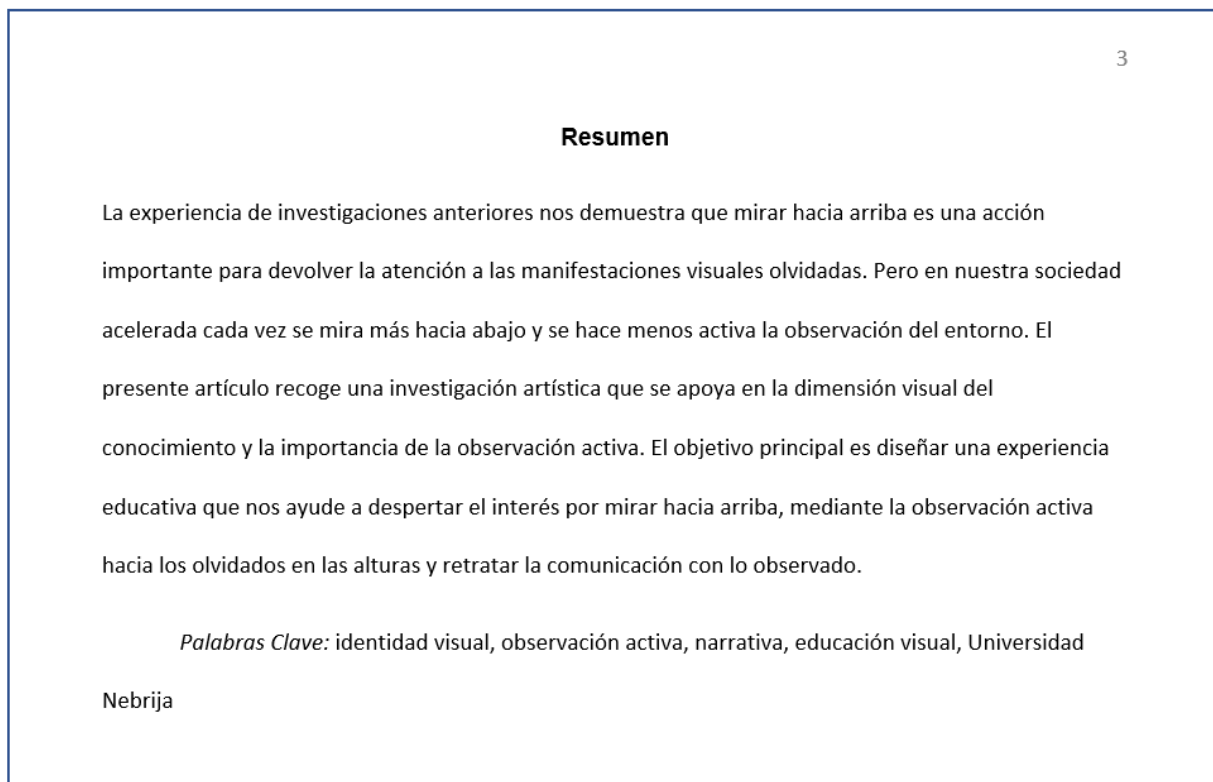 3
Resumen
La experiencia de investigaciones anteriores nos demuestra que mirar hacia arriba es una acción
importante para devolver la atención a las manifestaciones visuales olvidadas. Pero en nuestra sociedad
acelerada cada vez se mira más hacia abajo y se hace menos activa la observación del entorno. El
presente artículo recoge una investigación artística que se apoya en la dimensión visual del
conocimiento y la importancia de la observación activa. El objetivo principal es diseñar una experiencia
educativa que nos ayude a despertar el interés por mirar hacia arriba, mediante la observación activa
hacia los olvidados en las alturas y retratar la comunicación con lo observado.
Palabras Clave: identidad visual, observación activa, narrativa, educación visual, Universidad
Nebrija